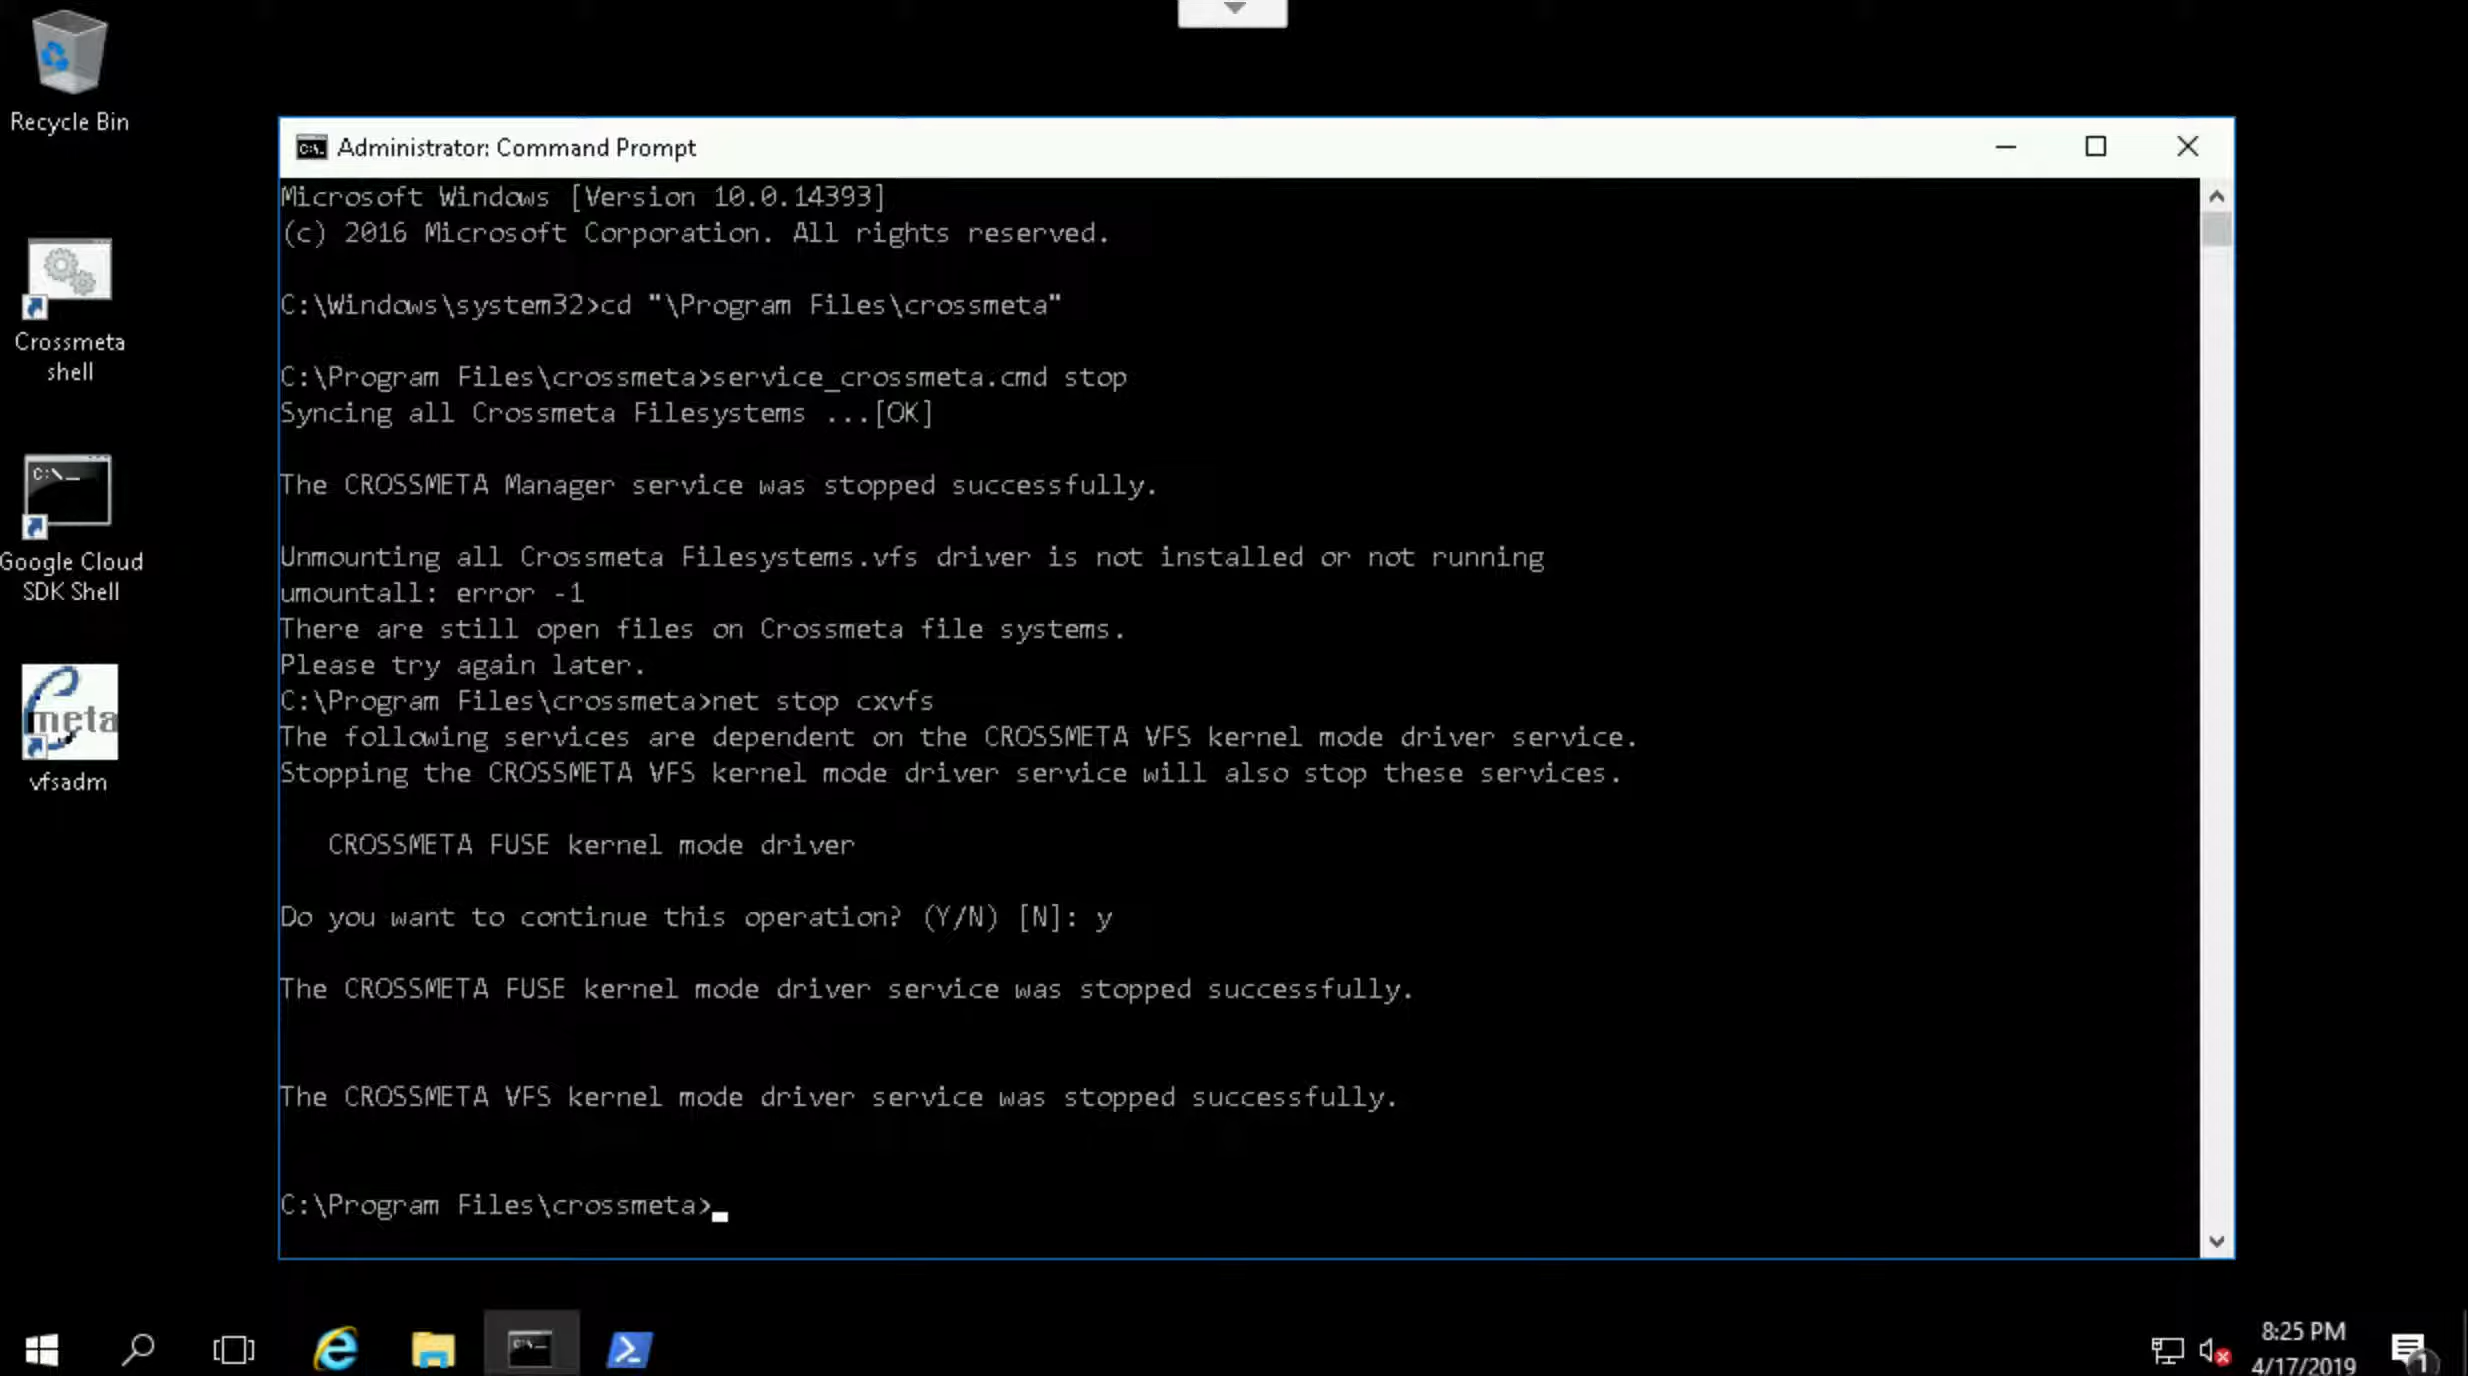 Recycle Bin
Crossmeta
shell
C:\_
Google Cloud
SDK Shell
meta
vfsadm
Administrator: Command Prompt
Microsoft Windows [Version 10.0.14393]
(c) 2016 Microsoft Corporation. All rights reserved.
C:\Windows\system32>cd "\Program Files\crossmeta"
C:\Program Files\crossmeta>service_crossmeta.cmd stop
Syncing all Crossmeta Filesystems ...[OK]
The CROSSMETA Manager service was stopped successfully.
Unmounting all Crossmeta Filesystems.vfs driver is not installed or not running
umountall: error -1
There are still open files on Crossmeta file systems.
Please try again later.
C:\Program Files\crossmeta>net stop cxvfs
The following services are dependent on the CROSSMETA VFS kernel mode driver service.
Stopping the CROSSMETA VFS kernel mode driver service will also stop these services.
CROSSMETA FUSE kernel mode driver
Do you want to continue this operation? (Y/N) [N]: y
The CROSSMETA FUSE kernel mode driver service was stopped successfully.
The CROSSMETA VFS kernel mode driver service was stopped successfully.
C:\Program Files\crossmeta>
8:25 PM
4/17/2019
1